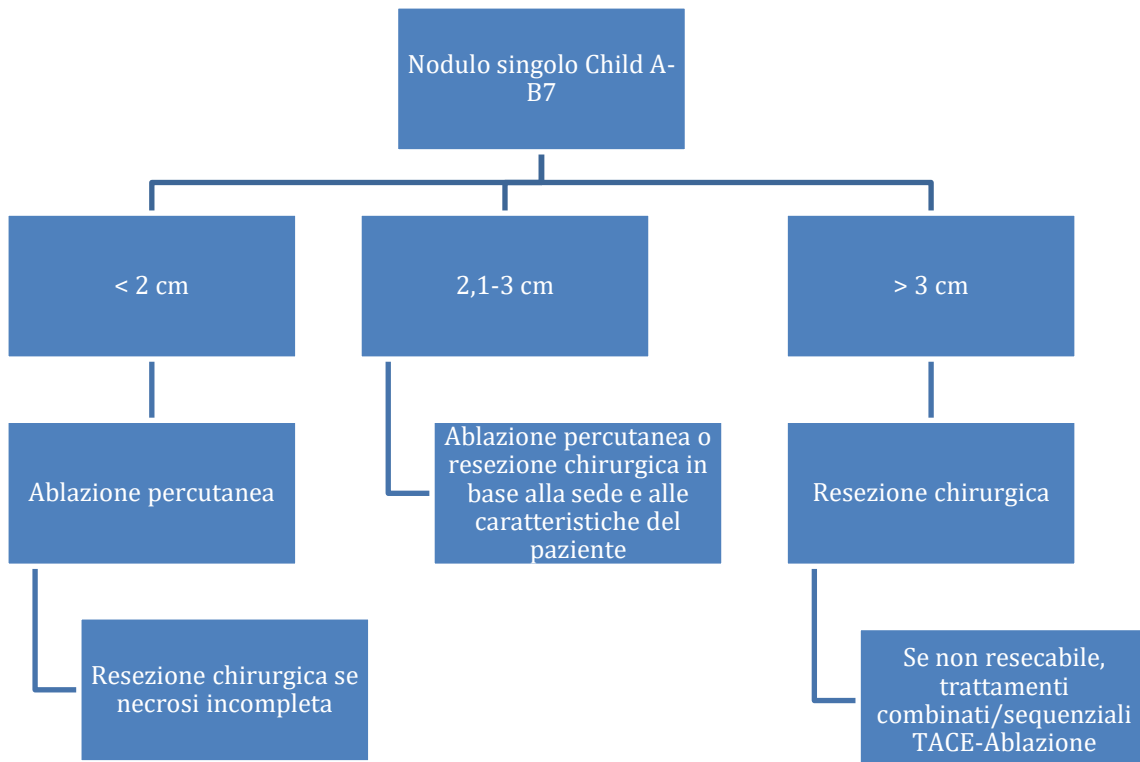 Nodulo singolo Child A-
B7
< 2 cm
2,1-3 cm
> 3 cm
Ablazione percutanea
Ablazione percutanea o
resezione chirurgica in
base alla sede e alle
caratteristiche del
paziente
Resezione chirurgica
Resezione chirurgica se
necrosi incompleta
Se non resecabile,
trattamenti
combinati/sequenziali
TACE-Ablazione